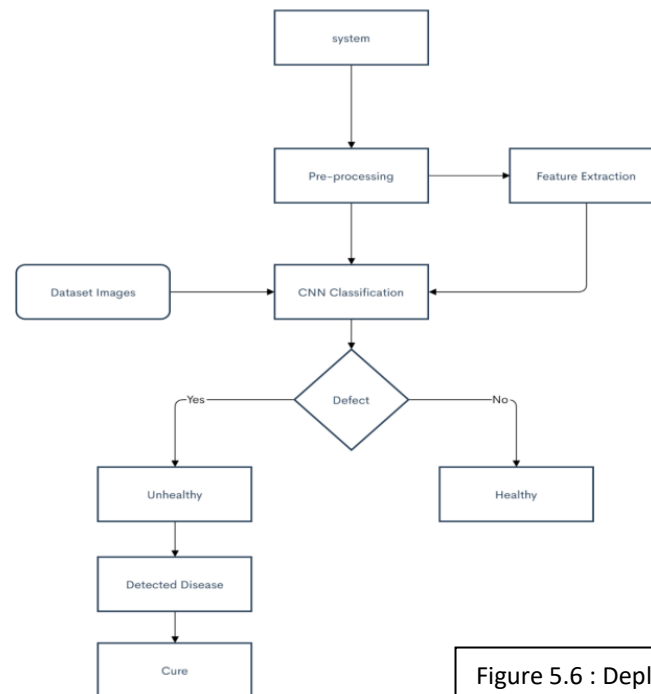 system
Pre-processing
Feature Extraction
Dataset Images
CNN Classification
Defect
Yes
No
Unhealthy
Healthy
Detected Disease
Cure
Figure 5.6 : Depl